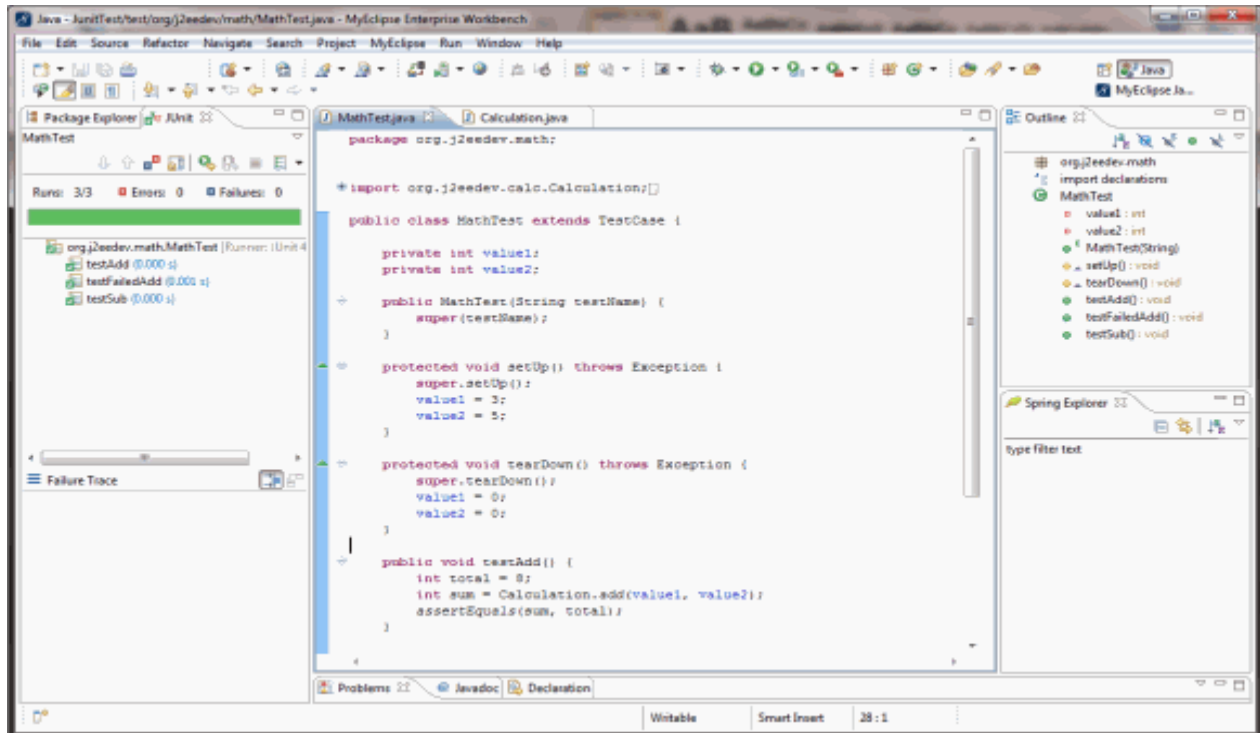 Java - JunitTest/test/org/j2eedev/math/MathTest.java - MyEclipse Enterprise Workbench
File Edit Source Refactor Navigate Search Project MyEclipse Run Window Help
Java
MyEclipse Ja...
Package Explorer JUnit
MathTest
Runs: 3/3 Errors: 0 Failures: 0
org.j2eedev.math.MathTest [Runner: JUnit 4
testAdd (0.000 s)
testFailedAdd (0.001 s)
testSub (0.000 s)
Failure Trace
MathTest.java Calculation.java
package org.j2eedev.math;
import org.j2eedev.calc.Calculation;
public class MathTest extends TestCase {
private int value1;
private int value2;
public MathTest(String testName) {
super(testName);
}
protected void setUp() throws Exception {
super.setUp();
value1 = 3;
value2 = 5;
}
protected void tearDown() throws Exception {
super.tearDown();
value1 = 0;
value2 = 0;
}
public void testAdd() {
int total = 8;
int sum = Calculation.add(value1, value2);
assertEquals(sum, total);
}
Outline
org.j2eedev.math
import declarations
MathTest
value1 : int
value2 : int
MathTest(String)
setUp() : void
tearDown() : void
testAdd() : void
testFailedAdd() : void
testSub() : void
Spring Explorer
type filter text
Problems Javadoc Declaration
Writable Smart Insert 28 : 1